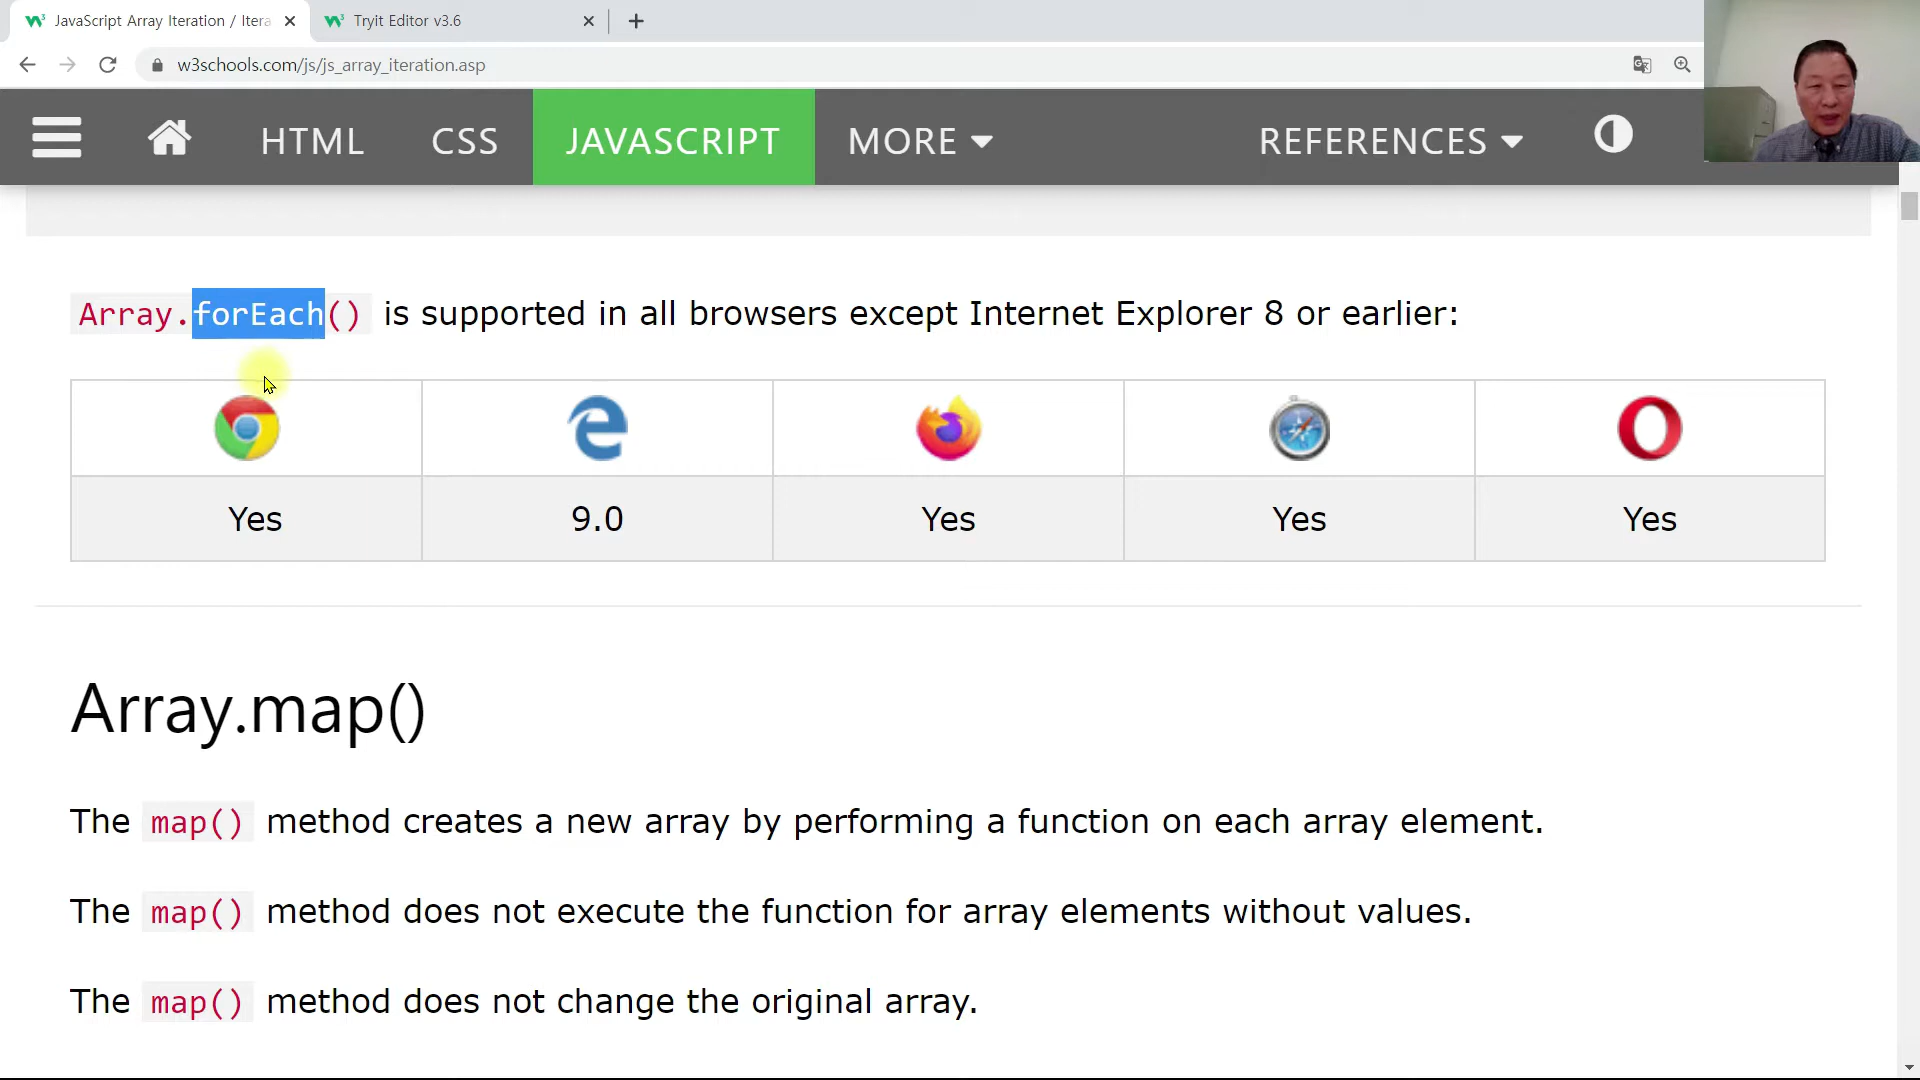 JavaScript Array Iteration / Itera
Tryit Editor v3.6
w3schools.com/js/js_array_iteration.asp
HTML CSS JAVASCRIPT MORE REFERENCES
Array.forEach() is supported in all browsers except Internet Explorer 8 or earlier:
Yes 9.0 Yes Yes Yes
Array.map()
The map() method creates a new array by performing a function on each array element.
The map() method does not execute the function for array elements without values.
The map() method does not change the original array.